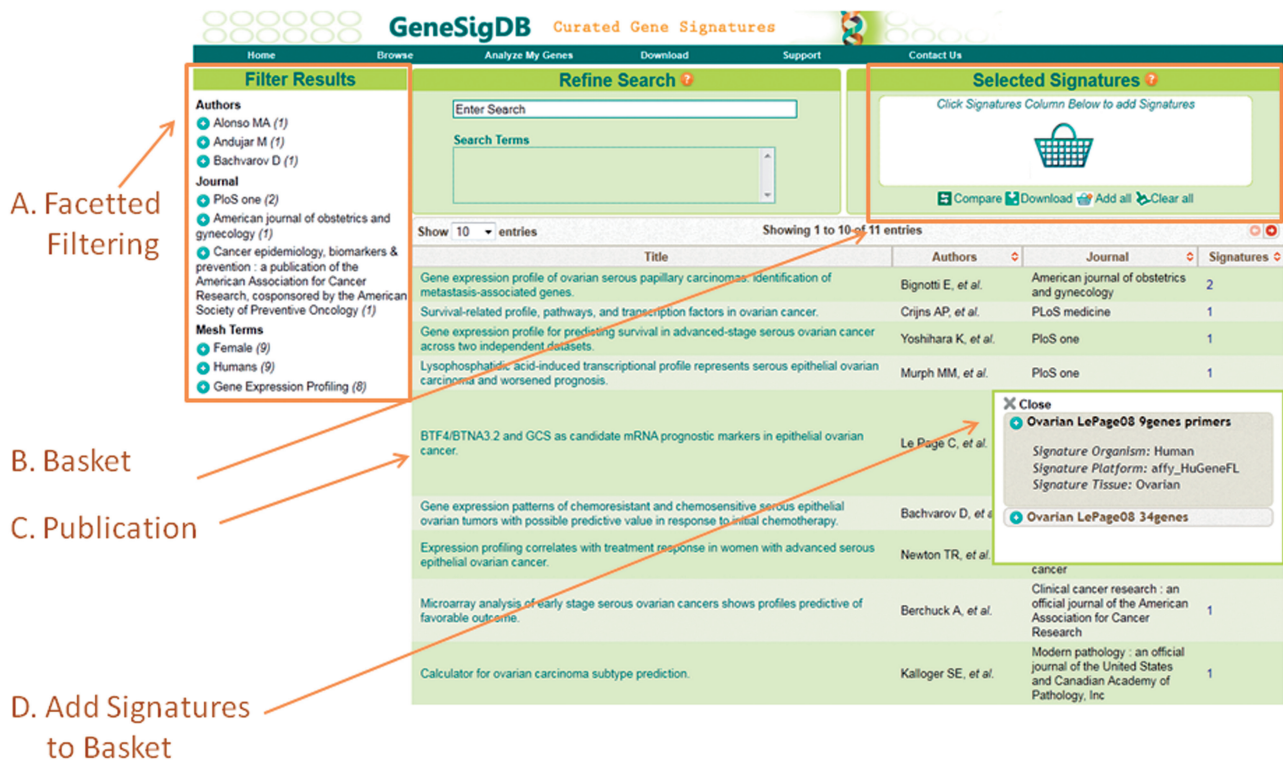 GeneSigDB Curated Gene Signatures
Home Browse Analyze My Genes Download Support Contact Us
Filter Results
Authors
Alonso MA (1)
Andujar M (1)
Bachvarov D (1)
Journal
PloS one (2)
American journal of obstetrics and
gynecology (1)
Cancer epidemiology, biomarkers &
prevention : a publication of the
American Association for Cancer
Research, cosponsored by the American
Society of Preventive Oncology (1)
Mesh Terms
Female (9)
Humans (9)
Gene Expression Profiling (8)
Refine Search ?
Enter Search
Search Terms
Selected Signatures ?
Click Signatures Column Below to add Signatures
Compare Download Add all Clear all
Show 10 entries
Showing 1 to 10 of 11 entries
Title Authors Journal Signatures
Gene expression profile of ovarian serous papillary carcinomas: identification of
metastasis-associated genes.
Bignotti E, et al.
American journal of obstetrics
and gynecology
2
Survival-related profile, pathways, and transcription factors in ovarian cancer.
Crijns AP, et al.
PLoS medicine
1
Gene expression profile for predicting survival in advanced-stage serous ovarian cancer
across two independent datasets.
Yoshihara K, et al.
PloS one
1
Lysophosphatidic acid-induced transcriptional profile represents serous epithelial ovarian
carcinoma and worsened prognosis.
Murph MM, et al.
PloS one
1
BTF4/BTNA3.2 and GCS as candidate mRNA prognostic markers in epithelial ovarian
cancer.
Le Page C, et al.
Close
Ovarian LePage08 9genes primers
Signature Organism: Human
Signature Platform: affy_HuGeneFL
Signature Tissue: Ovarian
Ovarian LePage08 34genes
Gene expression patterns of chemoresistant and chemosensitive serous epithelial
ovarian tumors with possible predictive value in response to initial chemotherapy.
Bachvarov D, et a
Expression profiling correlates with treatment response in women with advanced serous
epithelial ovarian cancer.
Newton TR, et al.
cancer
Microarray analysis of early stage serous ovarian cancers shows profiles predictive of
favorable outcome.
Berchuck A, et al.
Clinical cancer research : an
official journal of the American
Association for Cancer
Research
1
Calculator for ovarian carcinoma subtype prediction.
Kalloger SE, et al.
Modern pathology : an official
journal of the United States
and Canadian Academy of
Pathology, Inc
1
A. Facetted
Filtering
B. Basket
C. Publication
D. Add Signatures
to Basket